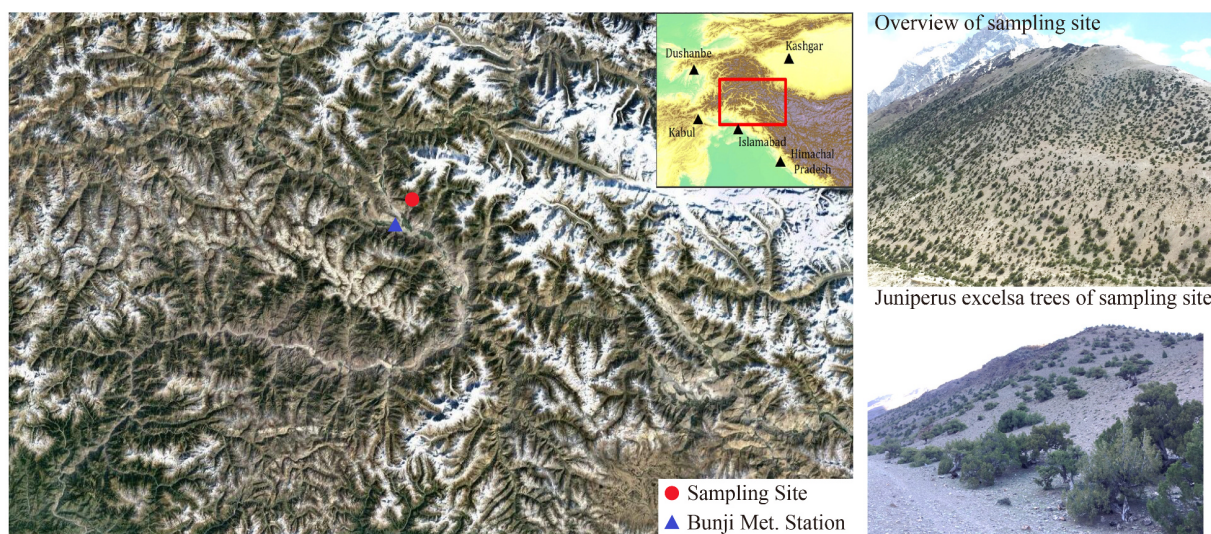 Dushanbe
Kashgar
Kabul
Islamabad
Himachal
Pradesh
Sampling Site
Bunji Met. Station
Overview of sampling site
Juniperus excelsa trees of sampling site